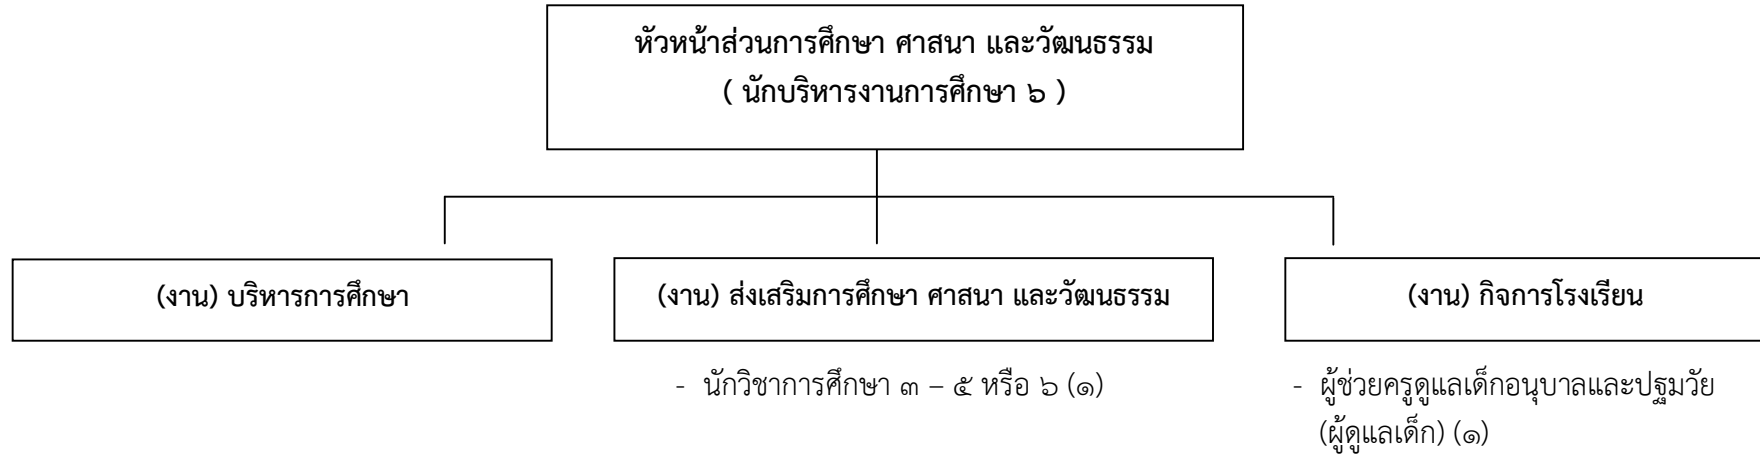 หัวหน้าส่วนการศึกษา ศาสนา และวัฒนธรรม
( นักบริหารงานการศึกษา ๖ )
(งาน) บริหารการศึกษา
(งาน) ส่งเสริมการศึกษา ศาสนา และวัฒนธรรม
(งาน) กิจการโรงเรียน
- นักวิชาการศึกษา ๓ – ๕ หรือ ๖ (๑)
- ผู้ช่วยครูดูแลเด็กอนุบาลและปฐมวัย
(ผู้ดูแลเด็ก) (๑)